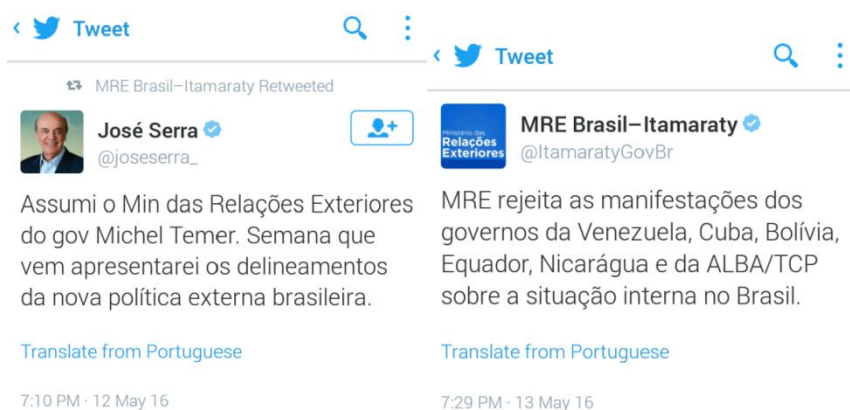 Tweet
MRE Brasil–Itamaraty Retweeted
José Serra
@joseserra_
Assumi o Min das Relações Exteriores
do gov Michel Temer. Semana que
vem apresentarei os delineamentos
da nova política externa brasileira.
Translate from Portuguese
7:10 PM · 12 May 16
Tweet
Ministério das
Relações
Exteriores
MRE Brasil–Itamaraty
@ItamaratyGovBr
MRE rejeita as manifestações dos
governos da Venezuela, Cuba, Bolívia,
Equador, Nicarágua e da ALBA/TCP
sobre a situação interna no Brasil.
Translate from Portuguese
7:29 PM · 13 May 16